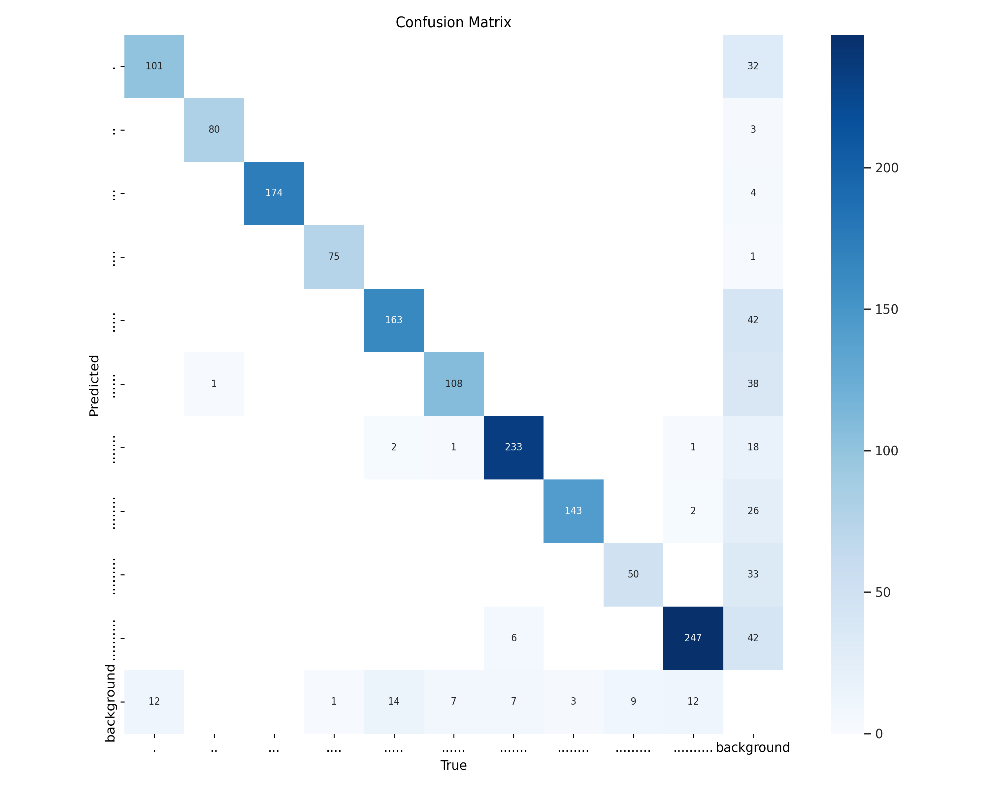 Confusion Matrix
Predicted
. 101 32
.. 80 3
... 174 4
.... 75 1
..... 163 42
...... 1 108 38
....... 2 1 233 1 18
........ 143 2 26
......... 50 33
.......... 6 247 42
background 12 1 14 7 7 3 9 12
. .. ... .... ..... ...... ....... ........ ......... .......... background
True
200
150
100
50
0